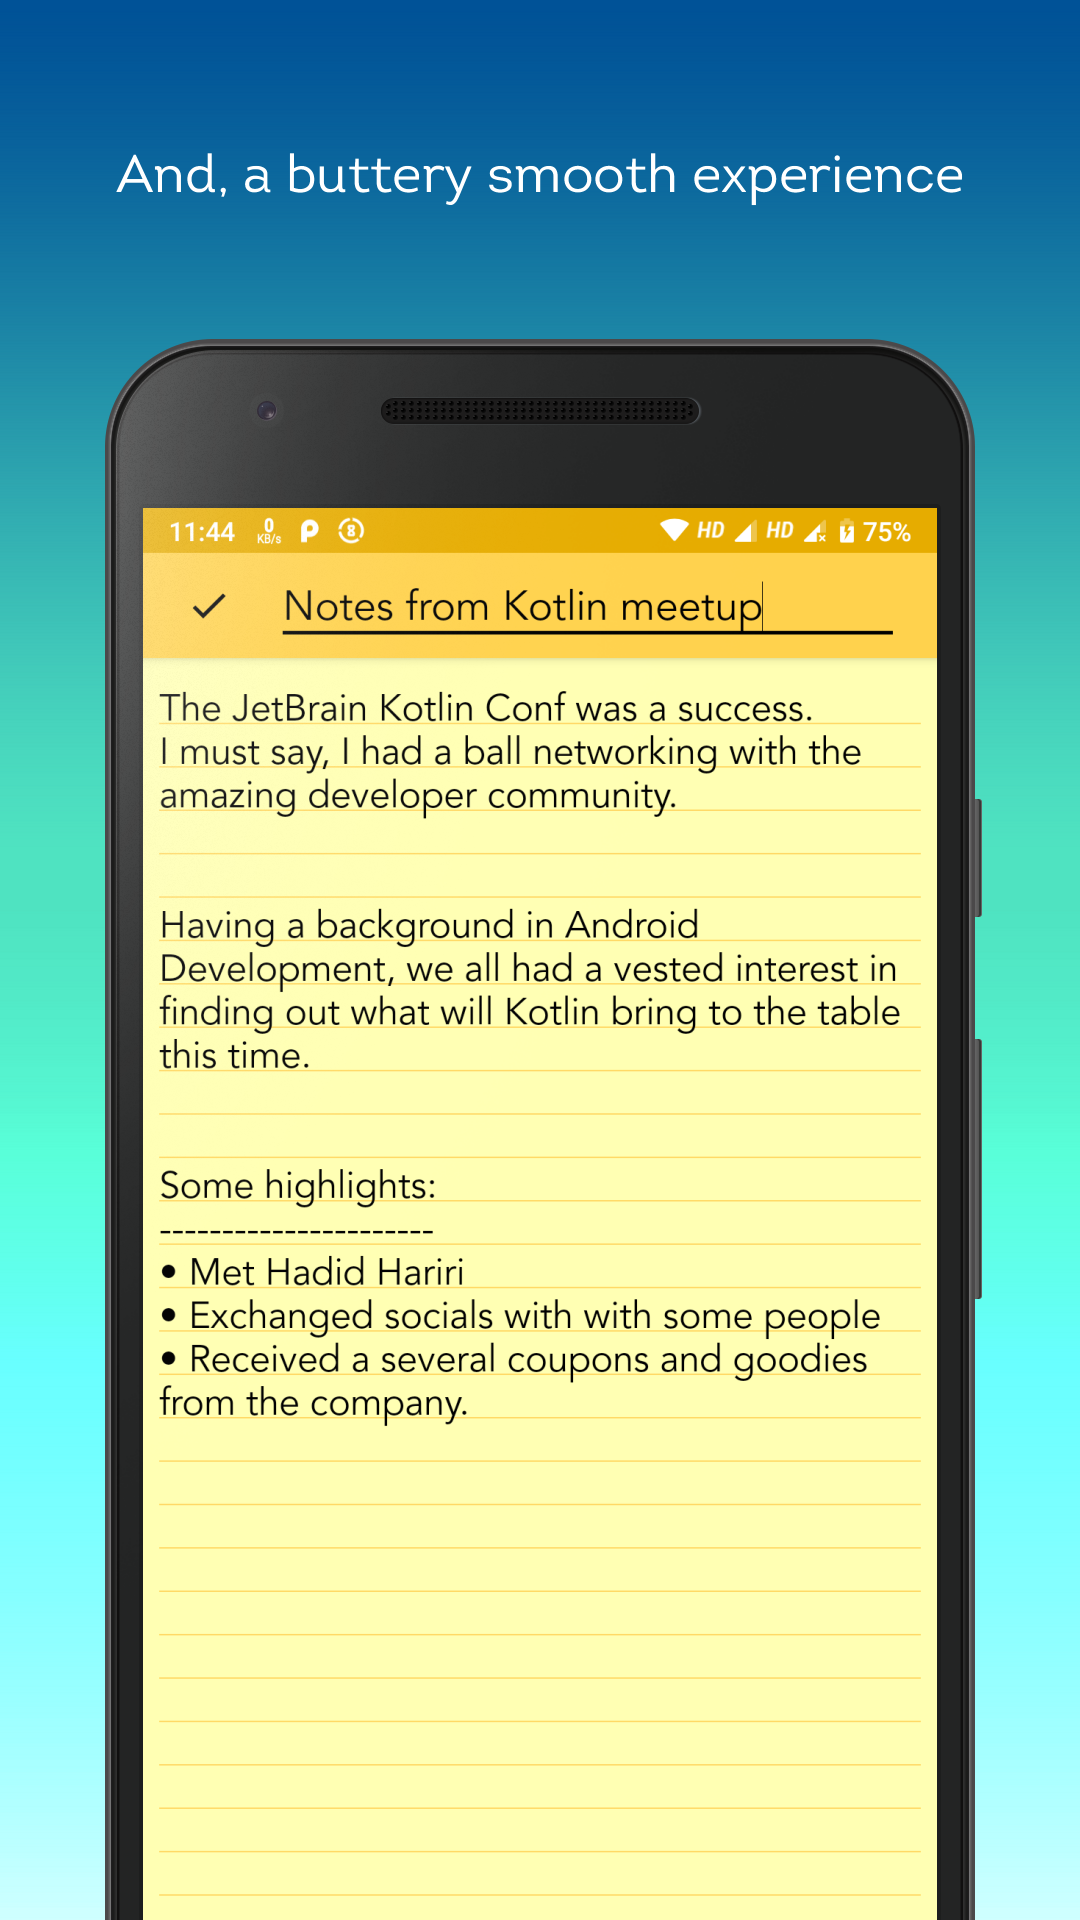 And, a buttery smooth experience
11:44 0 KB/s 8 HD HD 75%
Notes from Kotlin meetup
The JetBrain Kotlin Conf was a success.
I must say, I had a ball networking with the
amazing developer community.
Having a background in Android
Development, we all had a vested interest in
finding out what will Kotlin bring to the table
this time.
Some highlights:
----------------------
• Met Hadid Hariri
• Exchanged socials with with some people
• Received a several coupons and goodies
from the company.